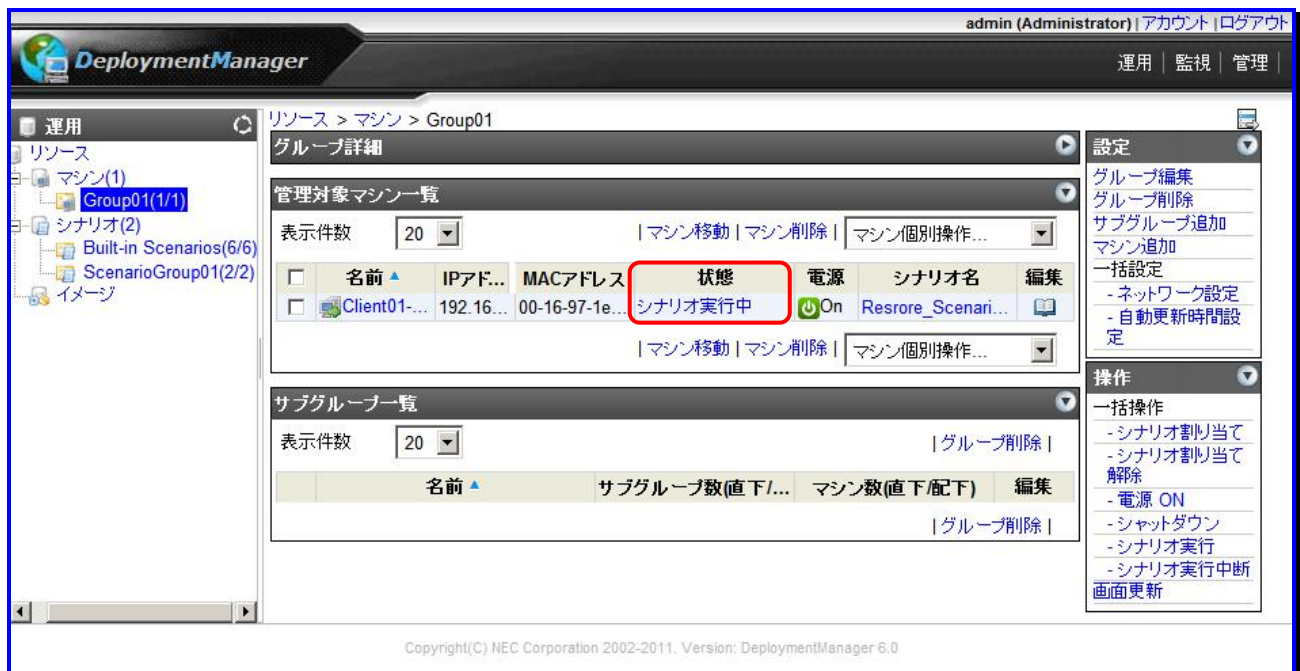 admin (Administrator) | アカウント | ログアウト
DeploymentManager
運用 | 監視 | 管理 |
運用
リソース
マシン(1)
Group01(1/1)
シナリオ(2)
Built-in Scenarios(6/6)
ScenarioGroup01(2/2)
イメージ
リソース > マシン > Group01
グループ詳細
管理対象マシン一覧
表示件数 20 | マシン移動 | マシン削除 | マシン個別操作...
名前 IPアド... MACアドレス 状態 電源 シナリオ名 編集
Client01-... 192.16... 00-16-97-1e... シナリオ実行中 On Resrore_Scenari...
| マシン移動 | マシン削除 | マシン個別操作...
サブグループ一覧
表示件数 20 | グループ削除 |
名前 サブグループ数(直下/... マシン数(直下/配下) 編集
| グループ削除 |
設定
グループ編集
グループ削除
サブグループ追加
マシン追加
一括設定
- ネットワーク設定
- 自動更新時間設
定
操作
一括操作
- シナリオ割り当て
- シナリオ割り当て
解除
- 電源 ON
- シャットダウン
- シナリオ実行
- シナリオ実行中断
画面更新
Copyright(C) NEC Corporation 2002-2011. Version: DeploymentManager 6.0